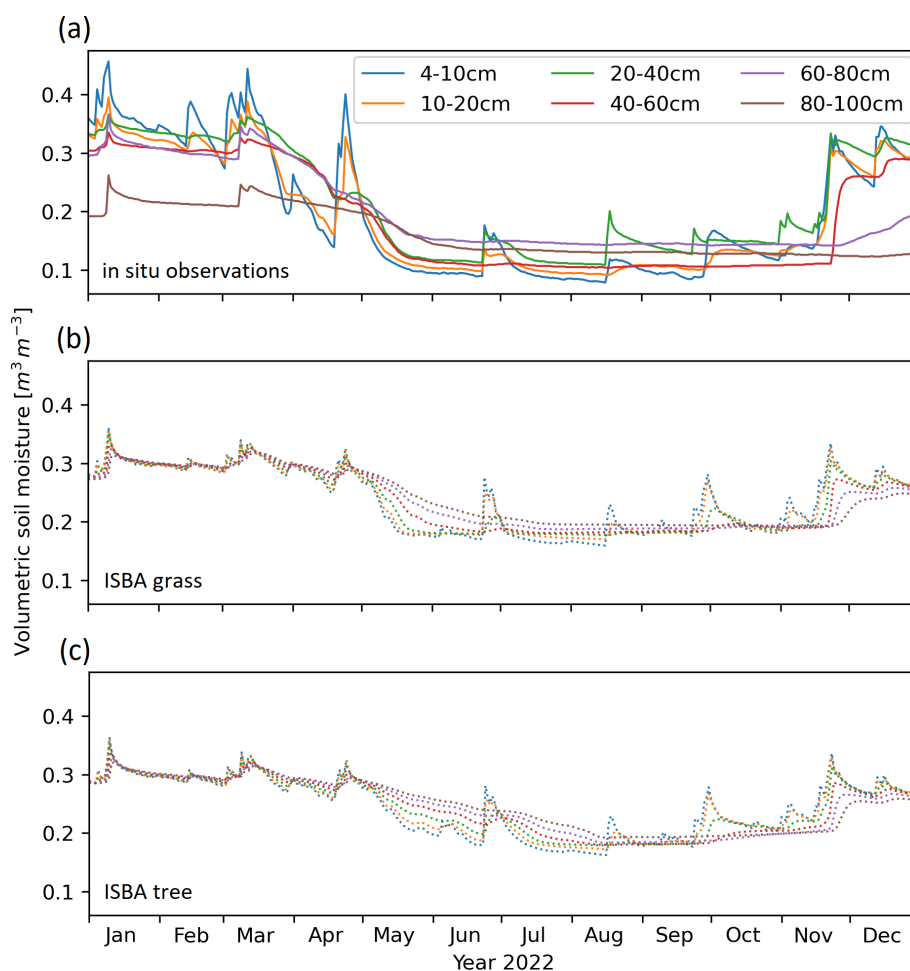 (a)
4-10cm 20-40cm 60-80cm
10-20cm 40-60cm 80-100cm
0.4
0.3
0.2
0.1
in situ observations
(b)
Volumetric soil moisture [m³ m⁻³]
0.4
0.3
0.2
0.1
ISBA grass
(c)
0.4
0.3
0.2
0.1
ISBA tree
Jan Feb Mar Apr May Jun Jul Aug Sep Oct Nov Dec
Year 2022